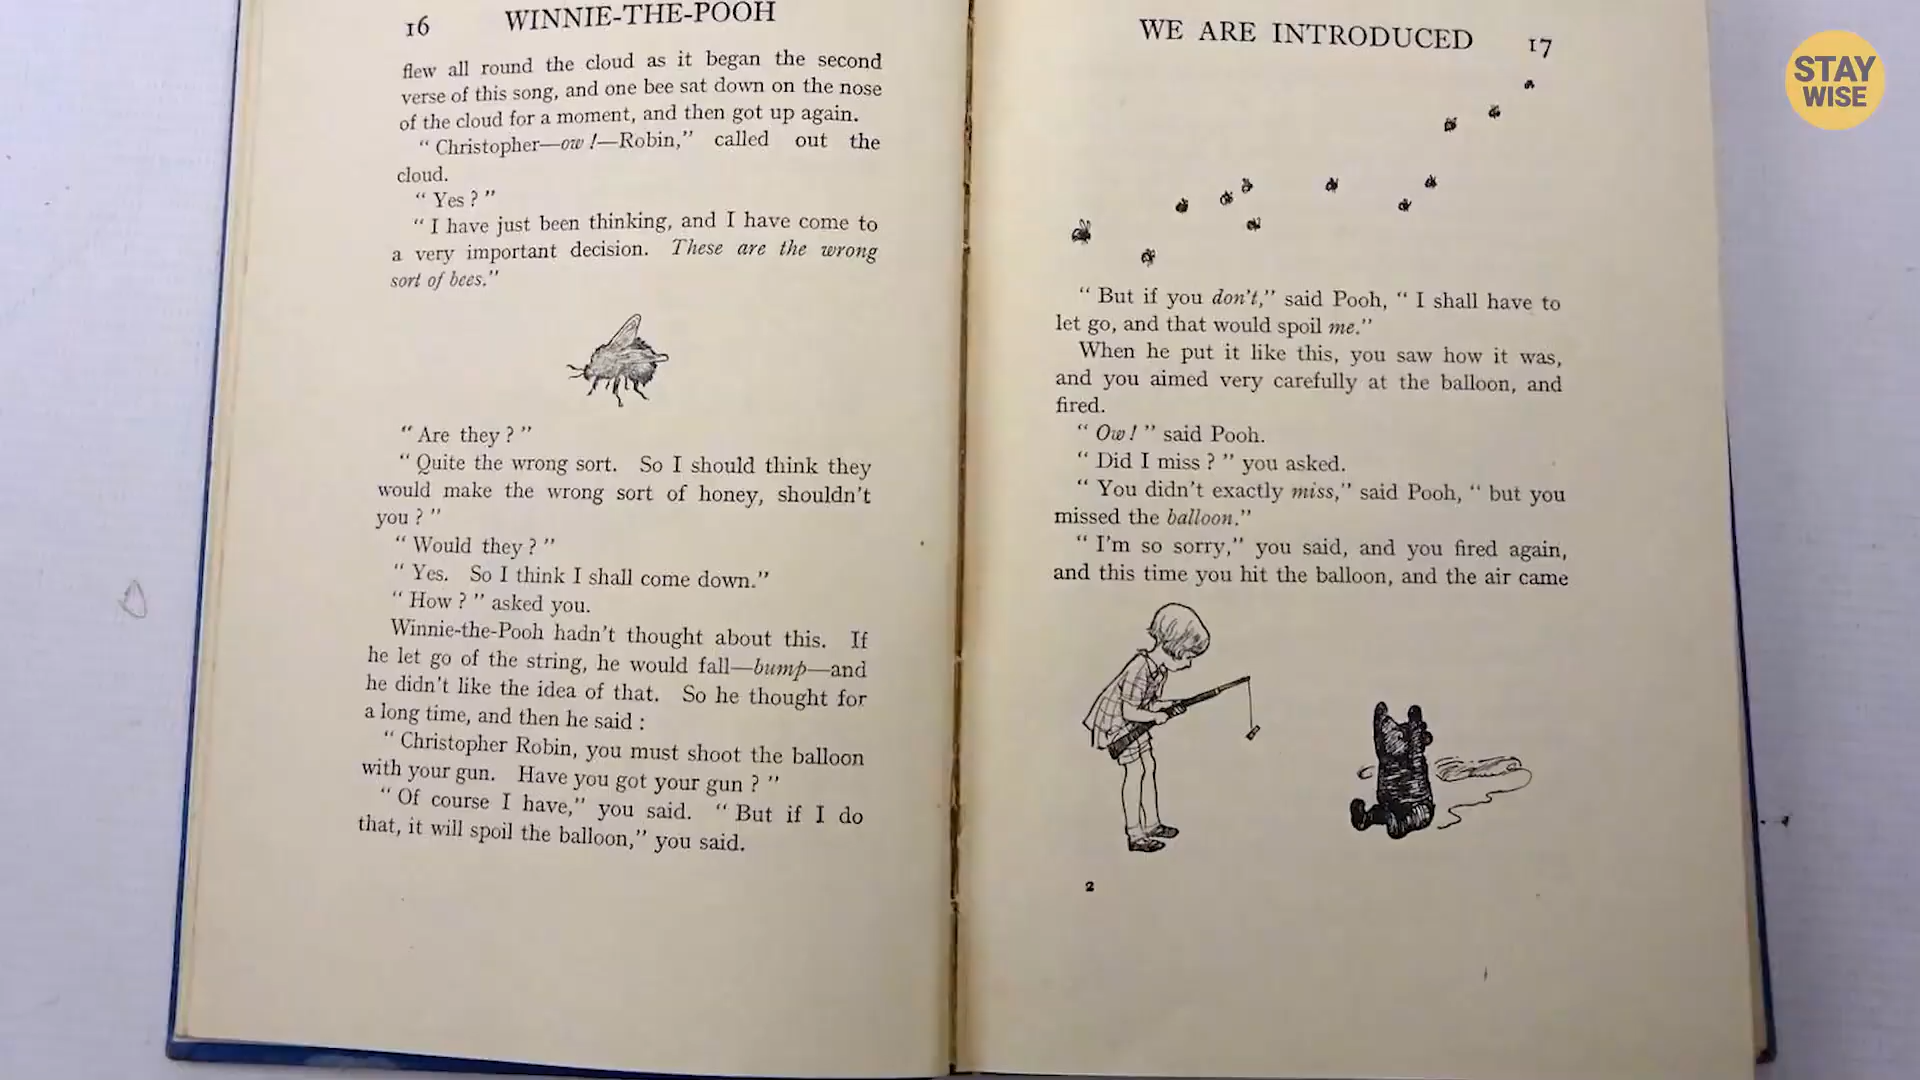 16 WINNIE-THE-POOH
flew all round the cloud as it began the second
verse of this song, and one bee sat down on the nose
of the cloud for a moment, and then got up again.
“ Christopher—ow !—Robin,” called out the
cloud.
“ Yes ? ”
“ I have just been thinking, and I have come to
a very important decision. These are the wrong
sort of bees.”
“ Are they ? ”
“ Quite the wrong sort. So I should think they
would make the wrong sort of honey, shouldn’t
you ? ”
“ Would they ? ”
“ Yes. So I think I shall come down.”
“ How ? ” asked you.
Winnie-the-Pooh hadn’t thought about this. If
he let go of the string, he would fall—bump—and
he didn’t like the idea of that. So he thought for
a long time, and then he said :
“ Christopher Robin, you must shoot the balloon
with your gun. Have you got your gun ? ”
“ Of course I have,” you said. “ But if I do
that, it will spoil the balloon,” you said.
WE ARE INTRODUCED 17
“ But if you don’t,” said Pooh, “ I shall have to
let go, and that would spoil me.”
When he put it like this, you saw how it was,
and you aimed very carefully at the balloon, and
fired.
“ Ow ! ” said Pooh.
“ Did I miss ? ” you asked.
“ You didn’t exactly miss,” said Pooh, “ but you
missed the balloon.”
“ I’m so sorry,” you said, and you fired again,
and this time you hit the balloon, and the air came
2
STAY
WISE